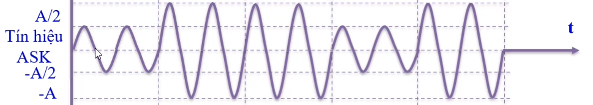 A/2
Tín hiệu
ASK
-A/2
-A
t